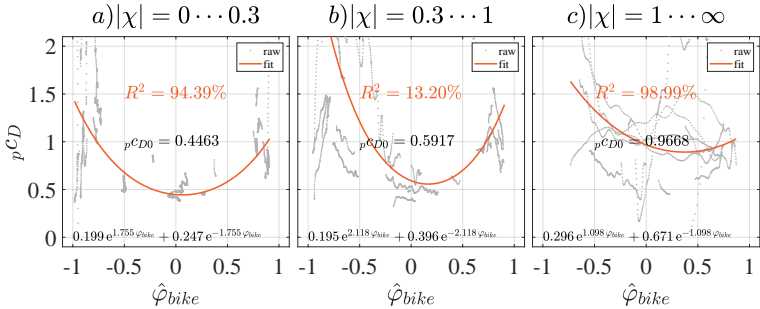 a)|χ| = 0 ⋯ 0.3
b)|χ| = 0.3 ⋯ 1
c)|χ| = 1 ⋯ ∞
2
1.5
1
0.5
0
pcD
raw
fit
R² = 94.39%
pcD0 = 0.4463
0.199 e^1.755 φbike + 0.247 e^-1.755 φbike
-1 -0.5 0 0.5 1
φ̂bike
raw
fit
R² = 13.20%
pcD0 = 0.5917
0.195 e^2.118 φbike + 0.396 e^-2.118 φbike
-1 -0.5 0 0.5 1
φ̂bike
raw
fit
R² = 98.99%
pcD0 = 0.9668
0.296 e^1.098 φbike + 0.671 e^-1.098 φbike
-1 -0.5 0 0.5 1
φ̂bike